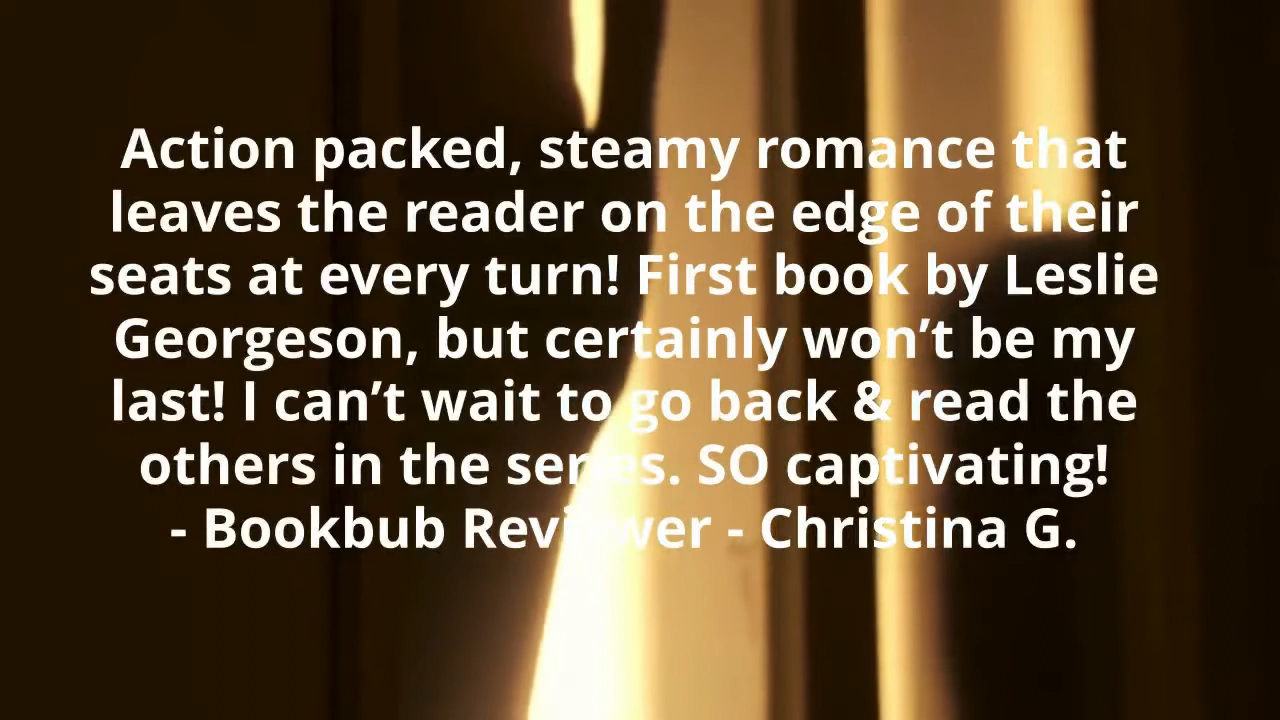 Action packed, steamy romance that
leaves the reader on the edge of their
seats at every turn! First book by Leslie
Georgeson, but certainly won’t be my
last! I can’t wait to go back & read the
others in the series. SO captivating!
- Bookbub Reviewer - Christina G.